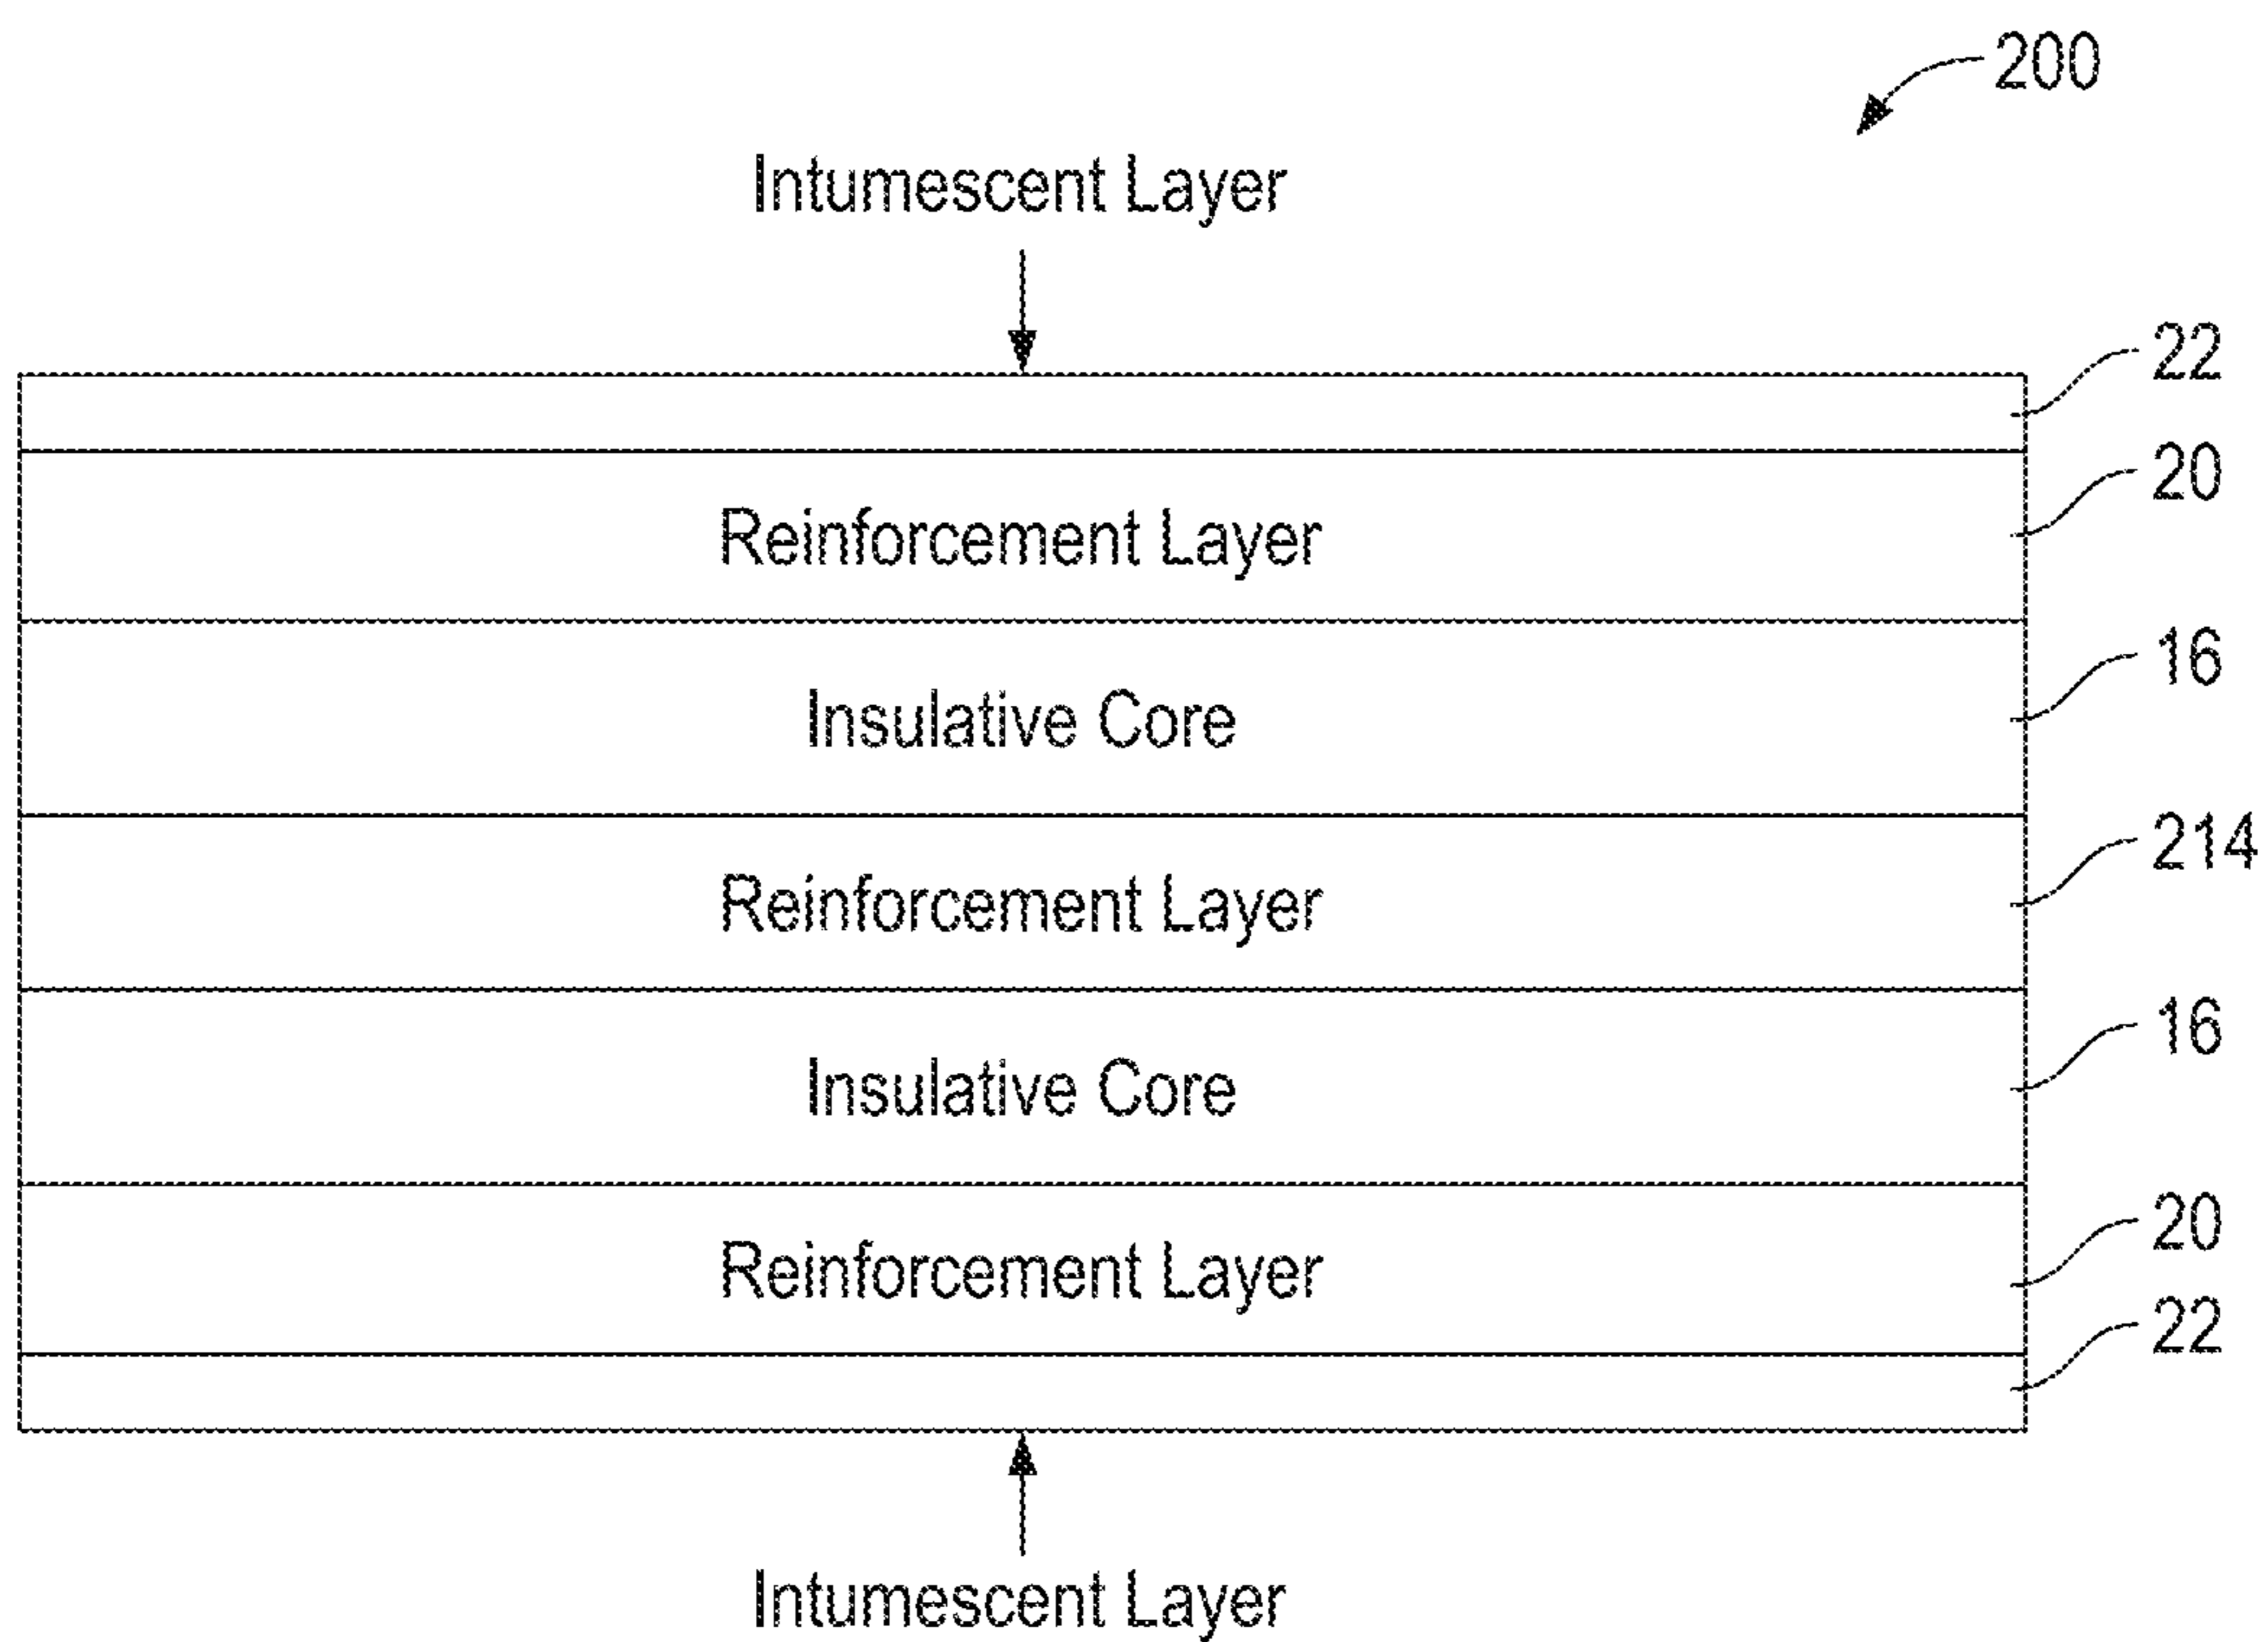 200
Intumescent Layer
22
20
Reinforcement Layer
16
Insulative Core
214
Reinforcement Layer
16
Insulative Core
20
Reinforcement Layer
22
Intumescent Layer